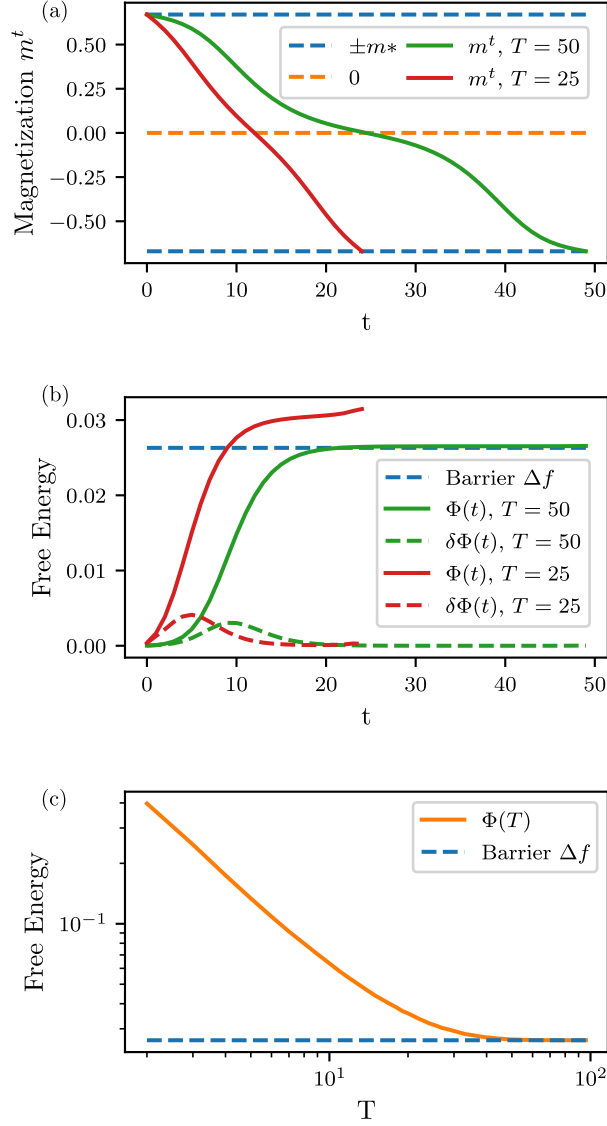 (a)
Magnetization m^t
0.50
0.25
0.00
−0.25
−0.50
±m∗
0
m^t, T = 50
m^t, T = 25
0 10 20 30 40 50
t
(b)
Free Energy
0.03
0.02
0.01
0.00
Barrier Δf
Φ(t), T = 50
δΦ(t), T = 50
Φ(t), T = 25
δΦ(t), T = 25
0 10 20 30 40 50
t
(c)
Free Energy
10^−1
Φ(T)
Barrier Δf
10^1 10^2
T